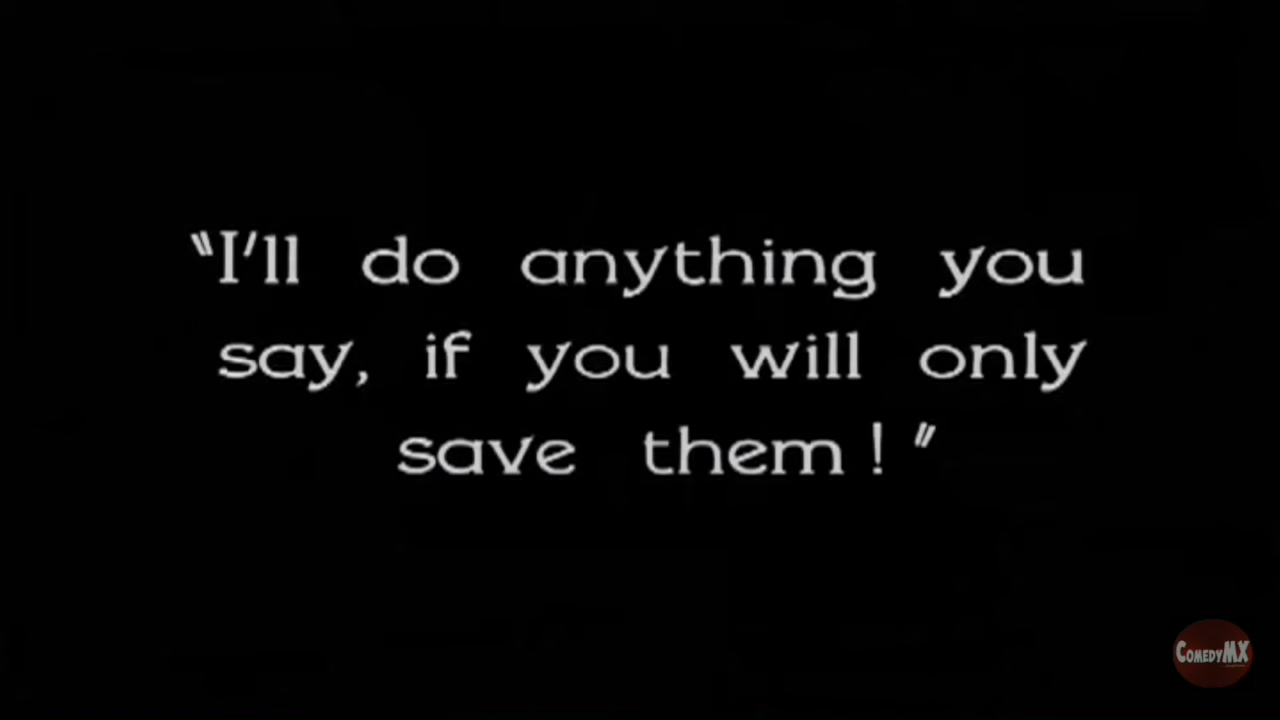 "I'll do anything you
say, if you will only
save them!"
COMEDYMX